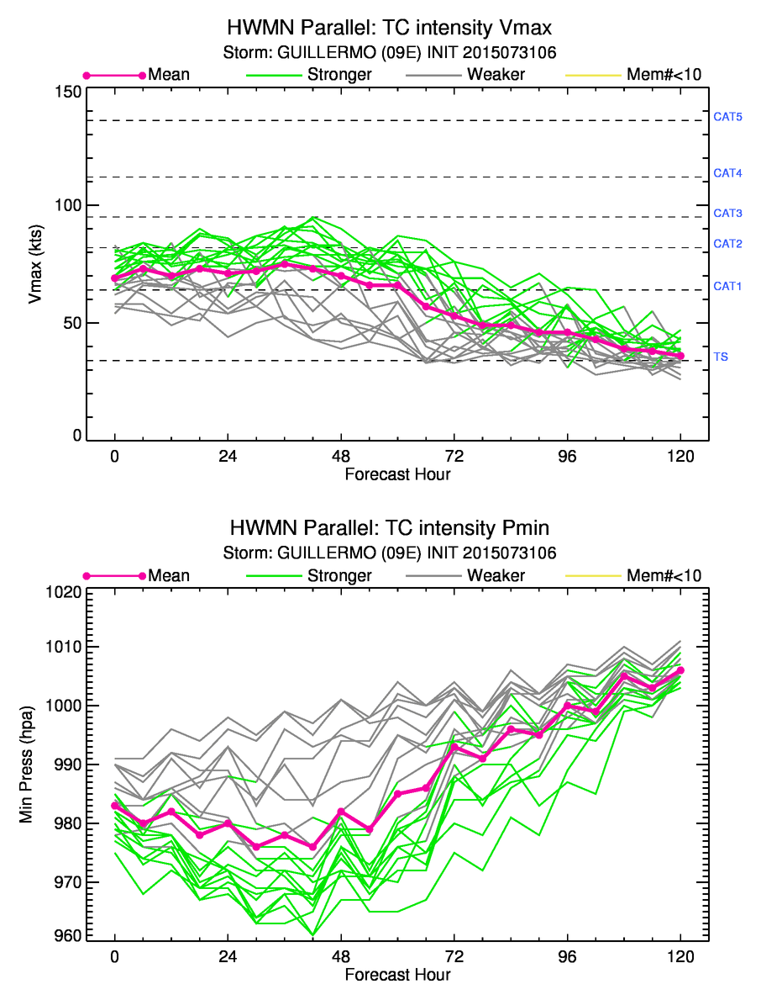 HWMN Parallel: TC intensity Vmax
Storm: GUILLERMO (09E) INIT 2015073106
Mean Stronger Weaker Mem#<10
150
CAT5
CAT4
100
CAT3
CAT2
CAT1
50
TS
0
Vmax (kts)
0 24 48 72 96 120
Forecast Hour
HWMN Parallel: TC intensity Pmin
Storm: GUILLERMO (09E) INIT 2015073106
Mean Stronger Weaker Mem#<10
1020
1010
1000
990
980
970
960
Min Press (hpa)
0 24 48 72 96 120
Forecast Hour